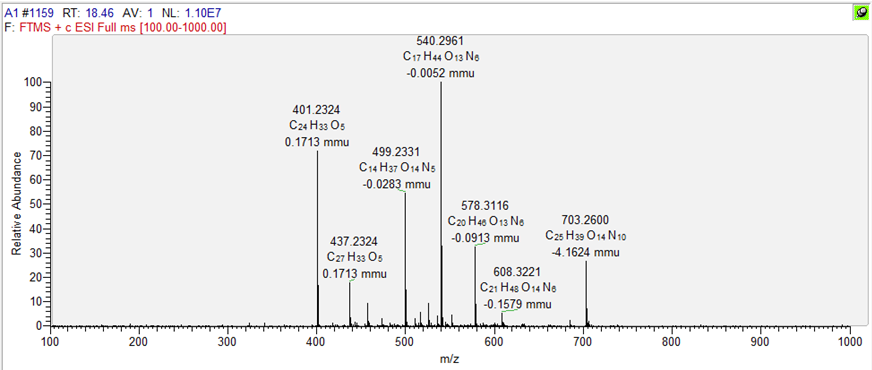 A1 #1159 RT: 18.46 AV: 1 NL: 1.10E7
F: FTMS + c ESI Full ms [100.00-1000.00]
540.2961
C17 H44 O13 N6
-0.0052 mmu
401.2324
C24 H33 O5
0.1713 mmu
499.2331
C14 H37 O14 N5
-0.0283 mmu
578.3116
C20 H46 O13 N6
-0.0913 mmu
703.2600
C25 H39 O14 N10
-4.1624 mmu
437.2324
C27 H33 O5
0.1713 mmu
608.3221
C21 H48 O14 N6
-0.1579 mmu
Relative Abundance
100
90
80
70
60
50
40
30
20
10
0
100 200 300 400 500 600 700 800 900 1000
m/z